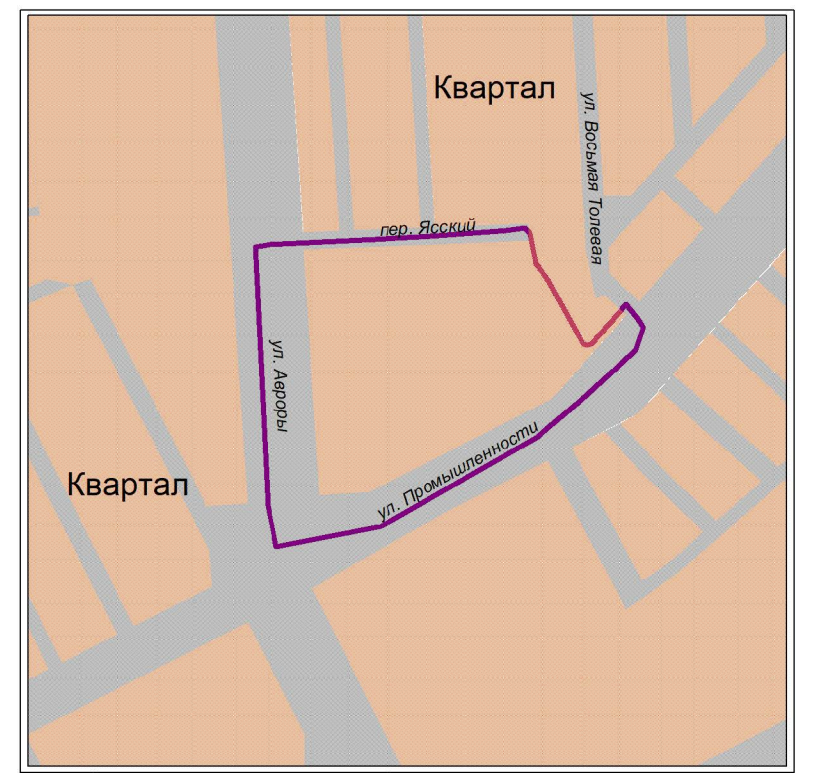 Квартал
ул. Восьмая Толевая
пер. Ясский
ул. Авроры
ул. Промышленности
Квартал